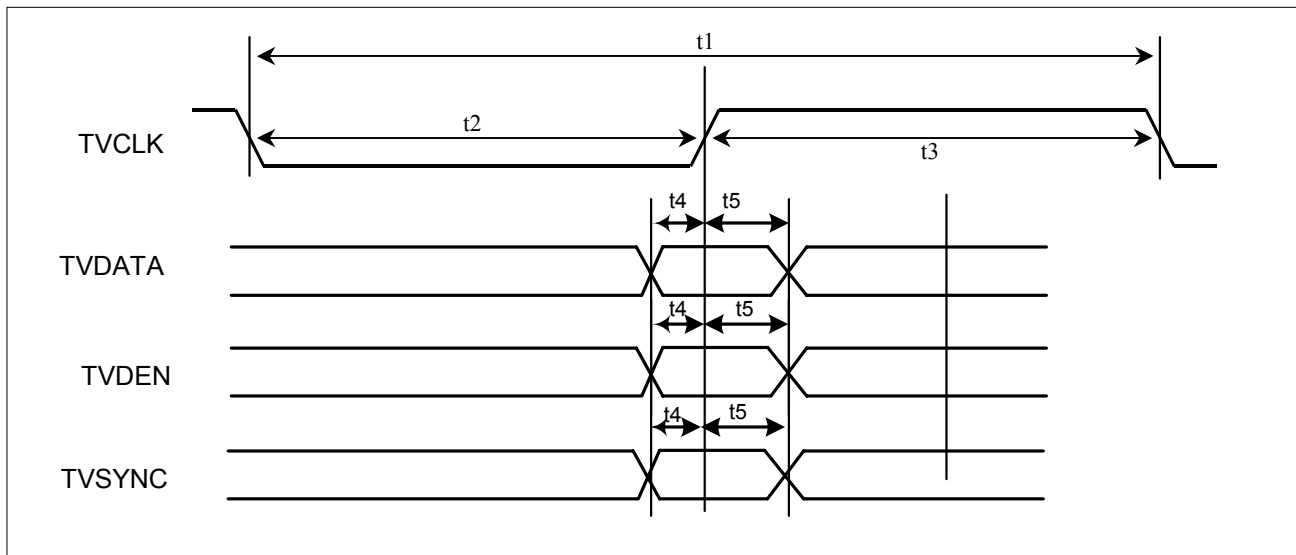 t1
t2
TVCLK
t3
t4 t5
TVDATA
t4 t5
TVDEN
t4 t5
TVSYNC